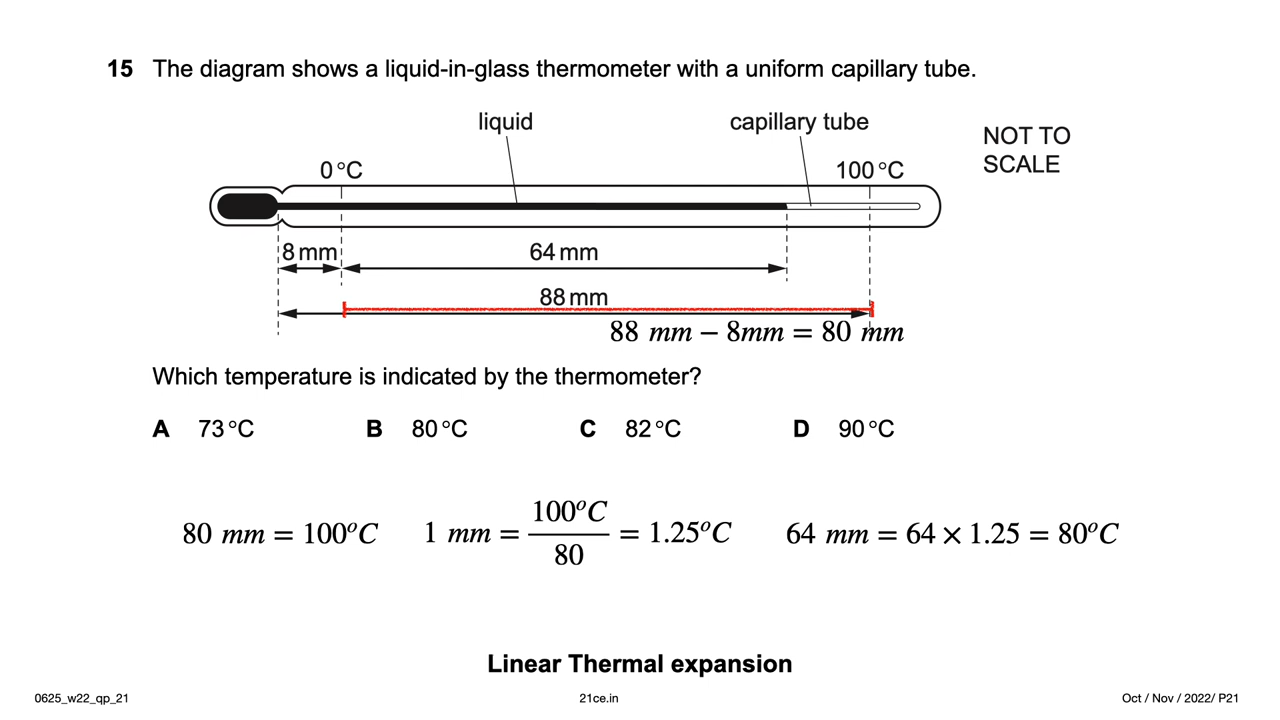 15 The diagram shows a liquid-in-glass thermometer with a uniform capillary tube.
liquid
capillary tube
NOT TO
SCALE
0 °C
100 °C
8 mm
64 mm
88 mm
88 mm − 8mm = 80 mm
Which temperature is indicated by the thermometer?
A 73 °C B 80 °C C 82 °C D 90 °C
80 mm = 100°C 1 mm = 100°C / 80 = 1.25°C 64 mm = 64 × 1.25 = 80°C
Linear Thermal expansion
0625_w22_qp_21 21ce.in Oct / Nov / 2022/ P21